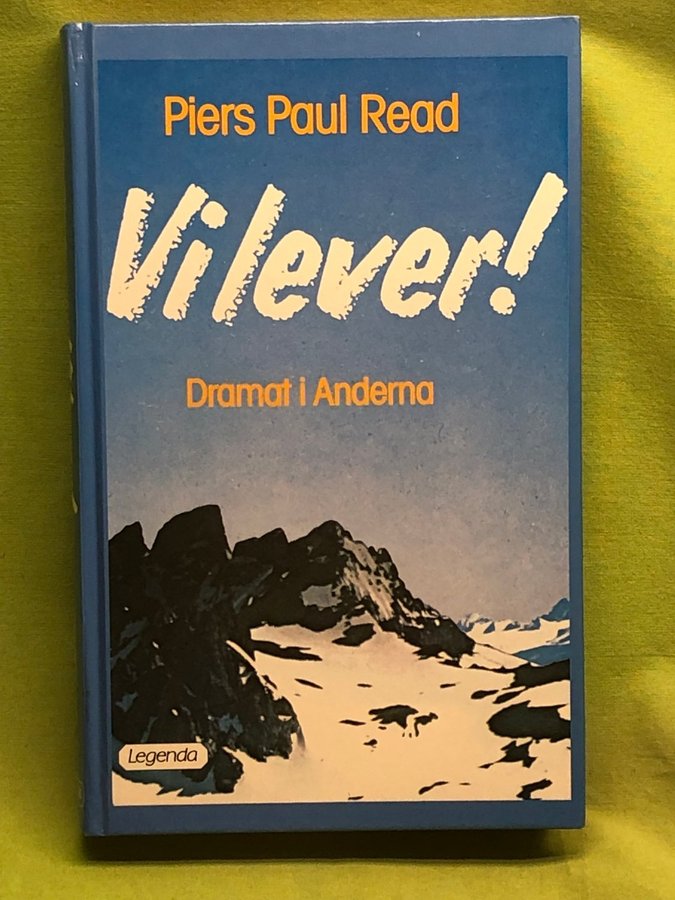 Piers Paul Read
Vi lever!
Dramat i Anderna
Legenda